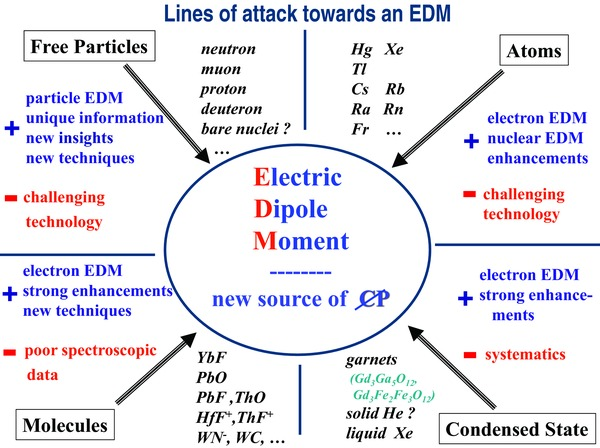 Lines of attack towards an EDM
Free Particles
neutron
muon
proton
deuteron
bare nuclei ?
...
Hg Xe
Tl
Cs Rb
Ra Rn
Fr ...
Atoms
+ particle EDM
unique information
new insights
new techniques
- challenging
technology
+ electron EDM
nuclear EDM
enhancements
- challenging
technology
Electric
Dipole
Moment
--------
new source of CP
+ electron EDM
strong enhancements
new techniques
- poor spectroscopic
data
+ electron EDM
strong enhance-
ments
- systematics
Molecules
YbF
PbO
PbF ,ThO
HfF⁺,ThF⁺
WN⁻, WC, ...
garnets
(Gd₃Ga₅O₁₂,
Gd₃Fe₂Fe₃O₁₂)
solid He ?
liquid Xe
Condensed State